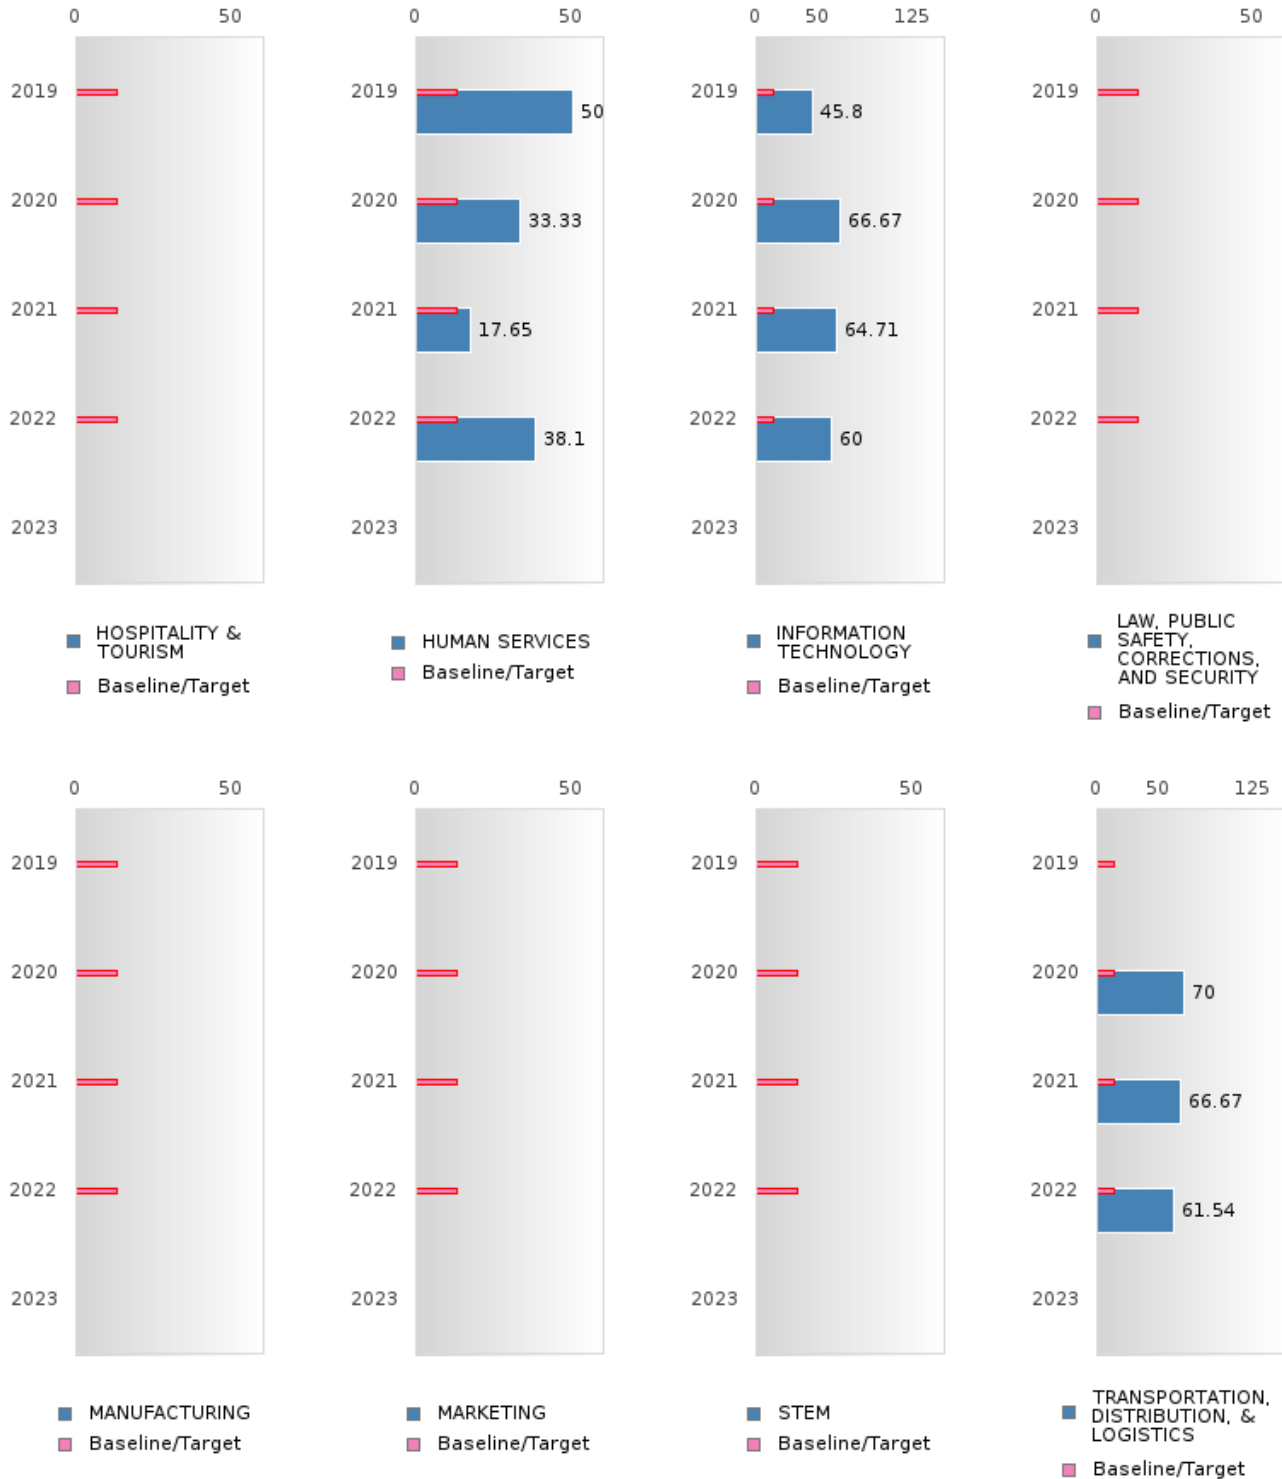 0 50
2019
2020
2021
2022
2023
HOSPITALITY &
TOURISM
Baseline/Target
0 50
2019
50
2020
33.33
2021
17.65
2022
38.1
2023
HUMAN SERVICES
Baseline/Target
0 50 125
2019
45.8
2020
66.67
2021
64.71
2022
60
2023
INFORMATION
TECHNOLOGY
Baseline/Target
0 50
2019
2020
2021
2022
2023
LAW, PUBLIC
SAFETY,
CORRECTIONS,
AND SECURITY
Baseline/Target
0 50
2019
2020
2021
2022
2023
MANUFACTURING
Baseline/Target
0 50
2019
2020
2021
2022
2023
MARKETING
Baseline/Target
0 50
2019
2020
2021
2022
2023
STEM
Baseline/Target
0 50 125
2019
2020
70
2021
66.67
2022
61.54
2023
TRANSPORTATION,
DISTRIBUTION, &
LOGISTICS
Baseline/Target